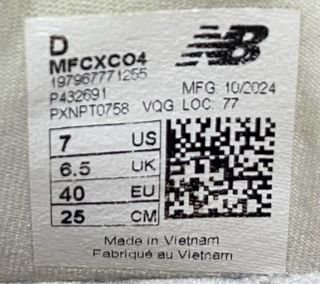 D
MFCXCO4
197967771255
P432691
PXNPT0758 VQG LOC: 77
NB
MFG: 10/2024
7 US
6.5 UK
40 EU
25 CM
Made in Vietnam
Fabriqué au Vietnam